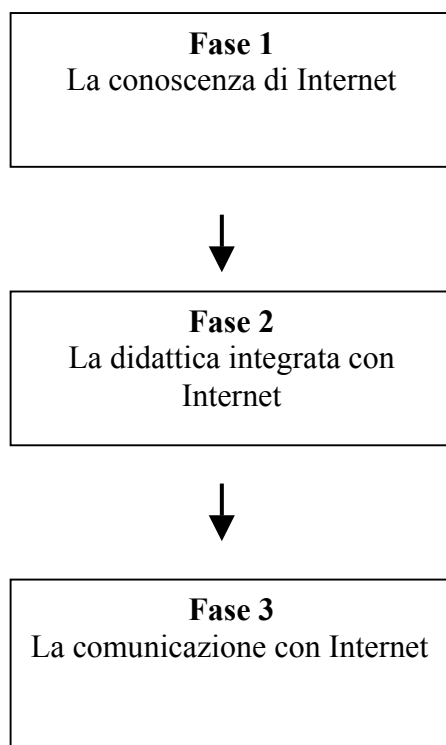 Fase 1
La conoscenza di Internet
Fase 2
La didattica integrata con
Internet
Fase 3
La comunicazione con Internet